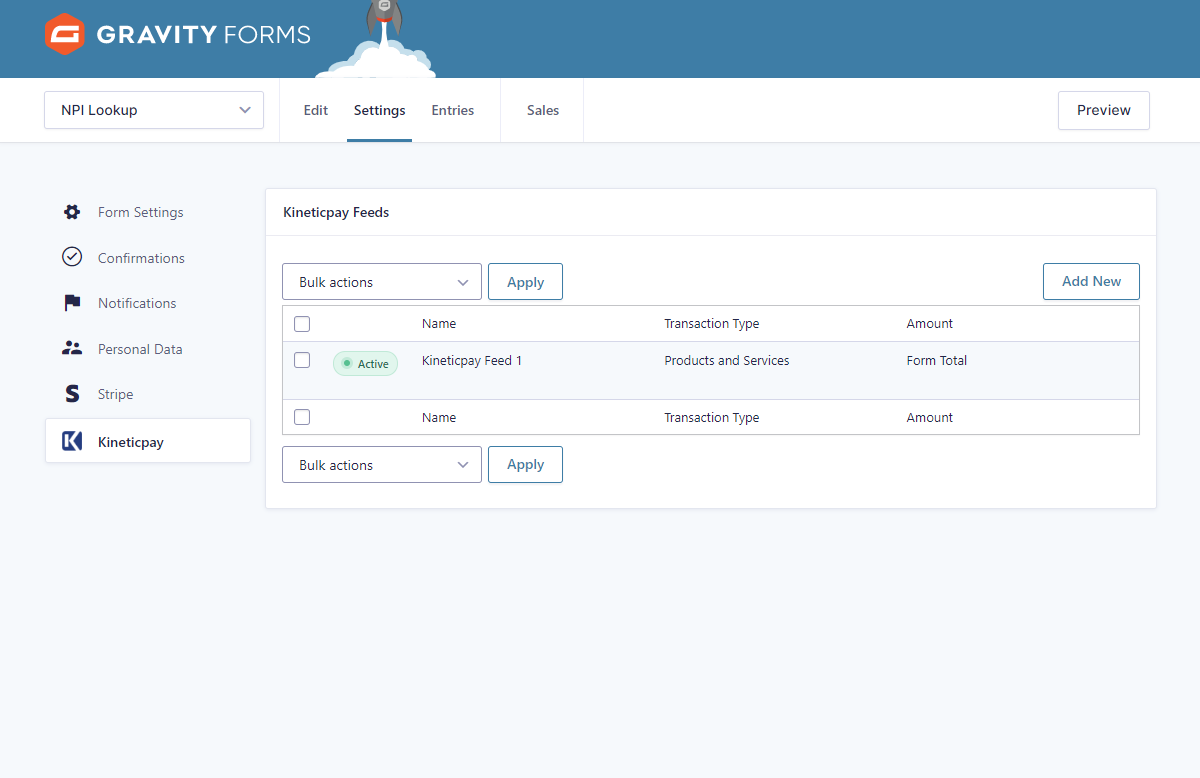 GRAVITY FORMS
NPI Lookup
Edit Settings Entries Sales
Preview
Form Settings
Confirmations
Notifications
Personal Data
Stripe
Kineticpay
Kineticpay Feeds
Bulk actions Apply Add New
Name Transaction Type Amount
Active Kineticpay Feed 1 Products and Services Form Total
Name Transaction Type Amount
Bulk actions Apply